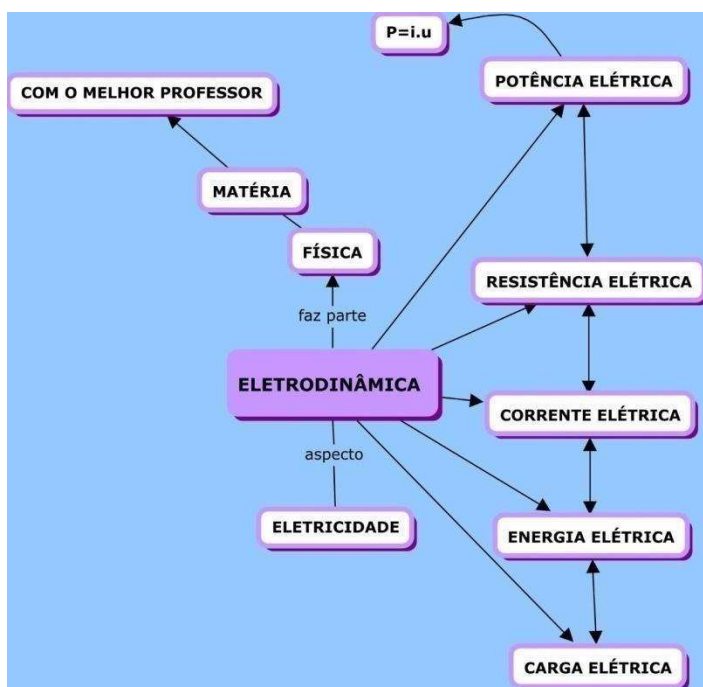 P=i.u
POTÊNCIA ELÉTRICA
COM O MELHOR PROFESSOR
MATÉRIA
FÍSICA
RESISTÊNCIA ELÉTRICA
faz parte
ELETRODINÂMICA
CORRENTE ELÉTRICA
aspecto
ELETRICIDADE
ENERGIA ELÉTRICA
CARGA ELÉTRICA